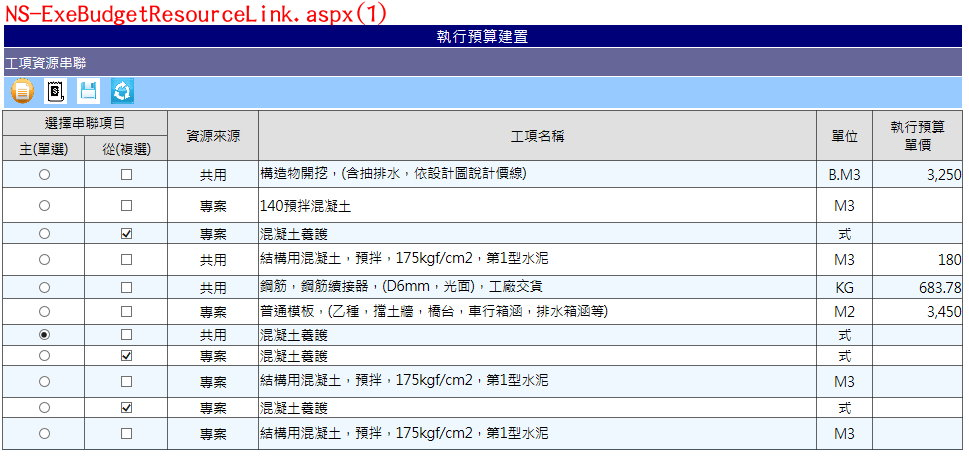 NS-ExeBudgetResourceLink.aspx(1)
執行預算建置
工項資源串聯
選擇串聯項目 資源來源 工項名稱 單位 執行預算單價
主(單選) 從(複選)
共用 構造物開挖，(含抽排水，依設計圖說計價線) B.M3 3,250
專案 140預拌混凝土 M3
專案 混凝土養護 式
共用 結構用混凝土，預拌，175kgf/cm2，第1型水泥 M3 180
共用 鋼筋，鋼筋續接器，(D6mm，光面)，工廠交貨 KG 683.78
專案 普通模板，(乙種，擋土牆，橋台，車行箱涵，排水箱涵等) M2 3,450
共用 混凝土養護 式
專案 混凝土養護 式
專案 結構用混凝土，預拌，175kgf/cm2，第1型水泥 M3
專案 混凝土養護 式
專案 結構用混凝土，預拌，175kgf/cm2，第1型水泥 M3